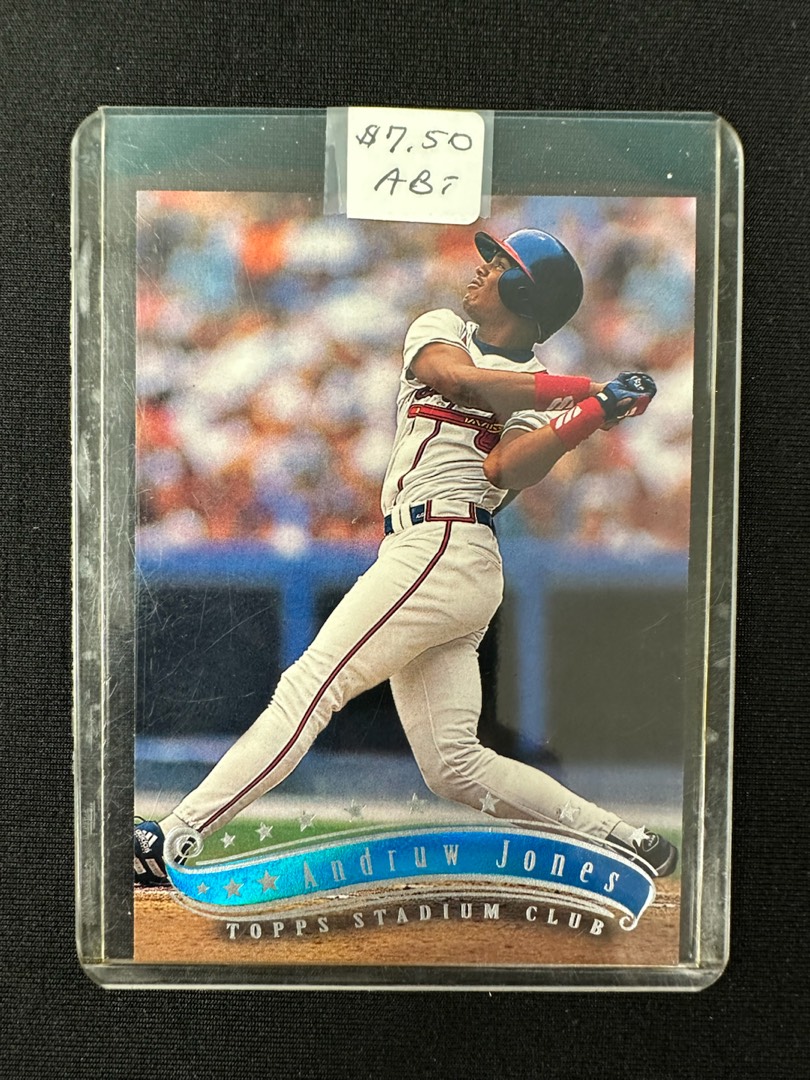 $7.50
ABT
Andruw Jones
TOPPS STADIUM CLUB